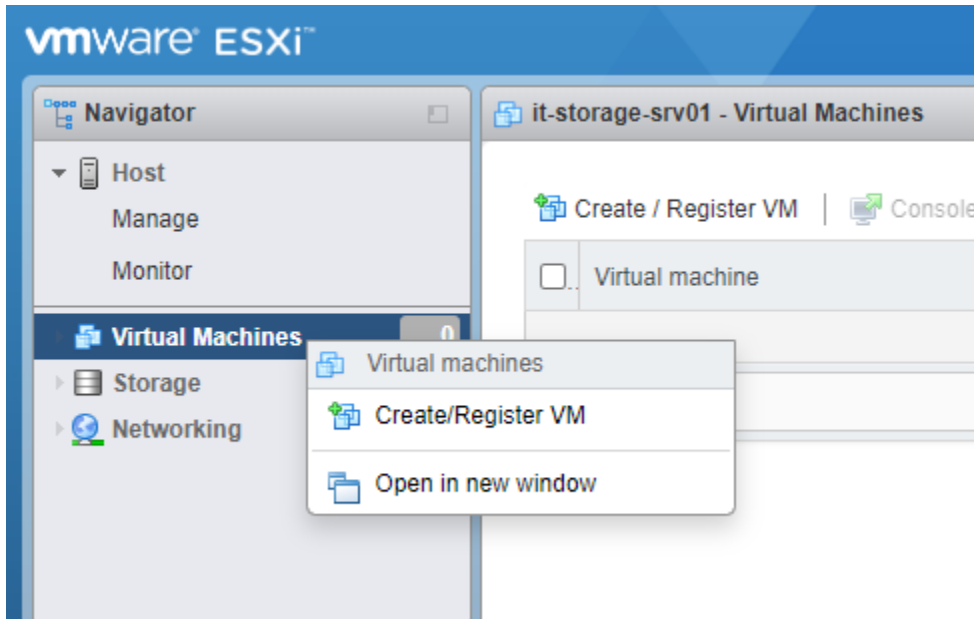 vmware® ESXi™
Navigator
it-storage-srv01 - Virtual Machines
Host
Manage
Monitor
Create / Register VM
Console
Virtual machine
Virtual Machines
0
Storage
Networking
Virtual machines
Create/Register VM
Open in new window